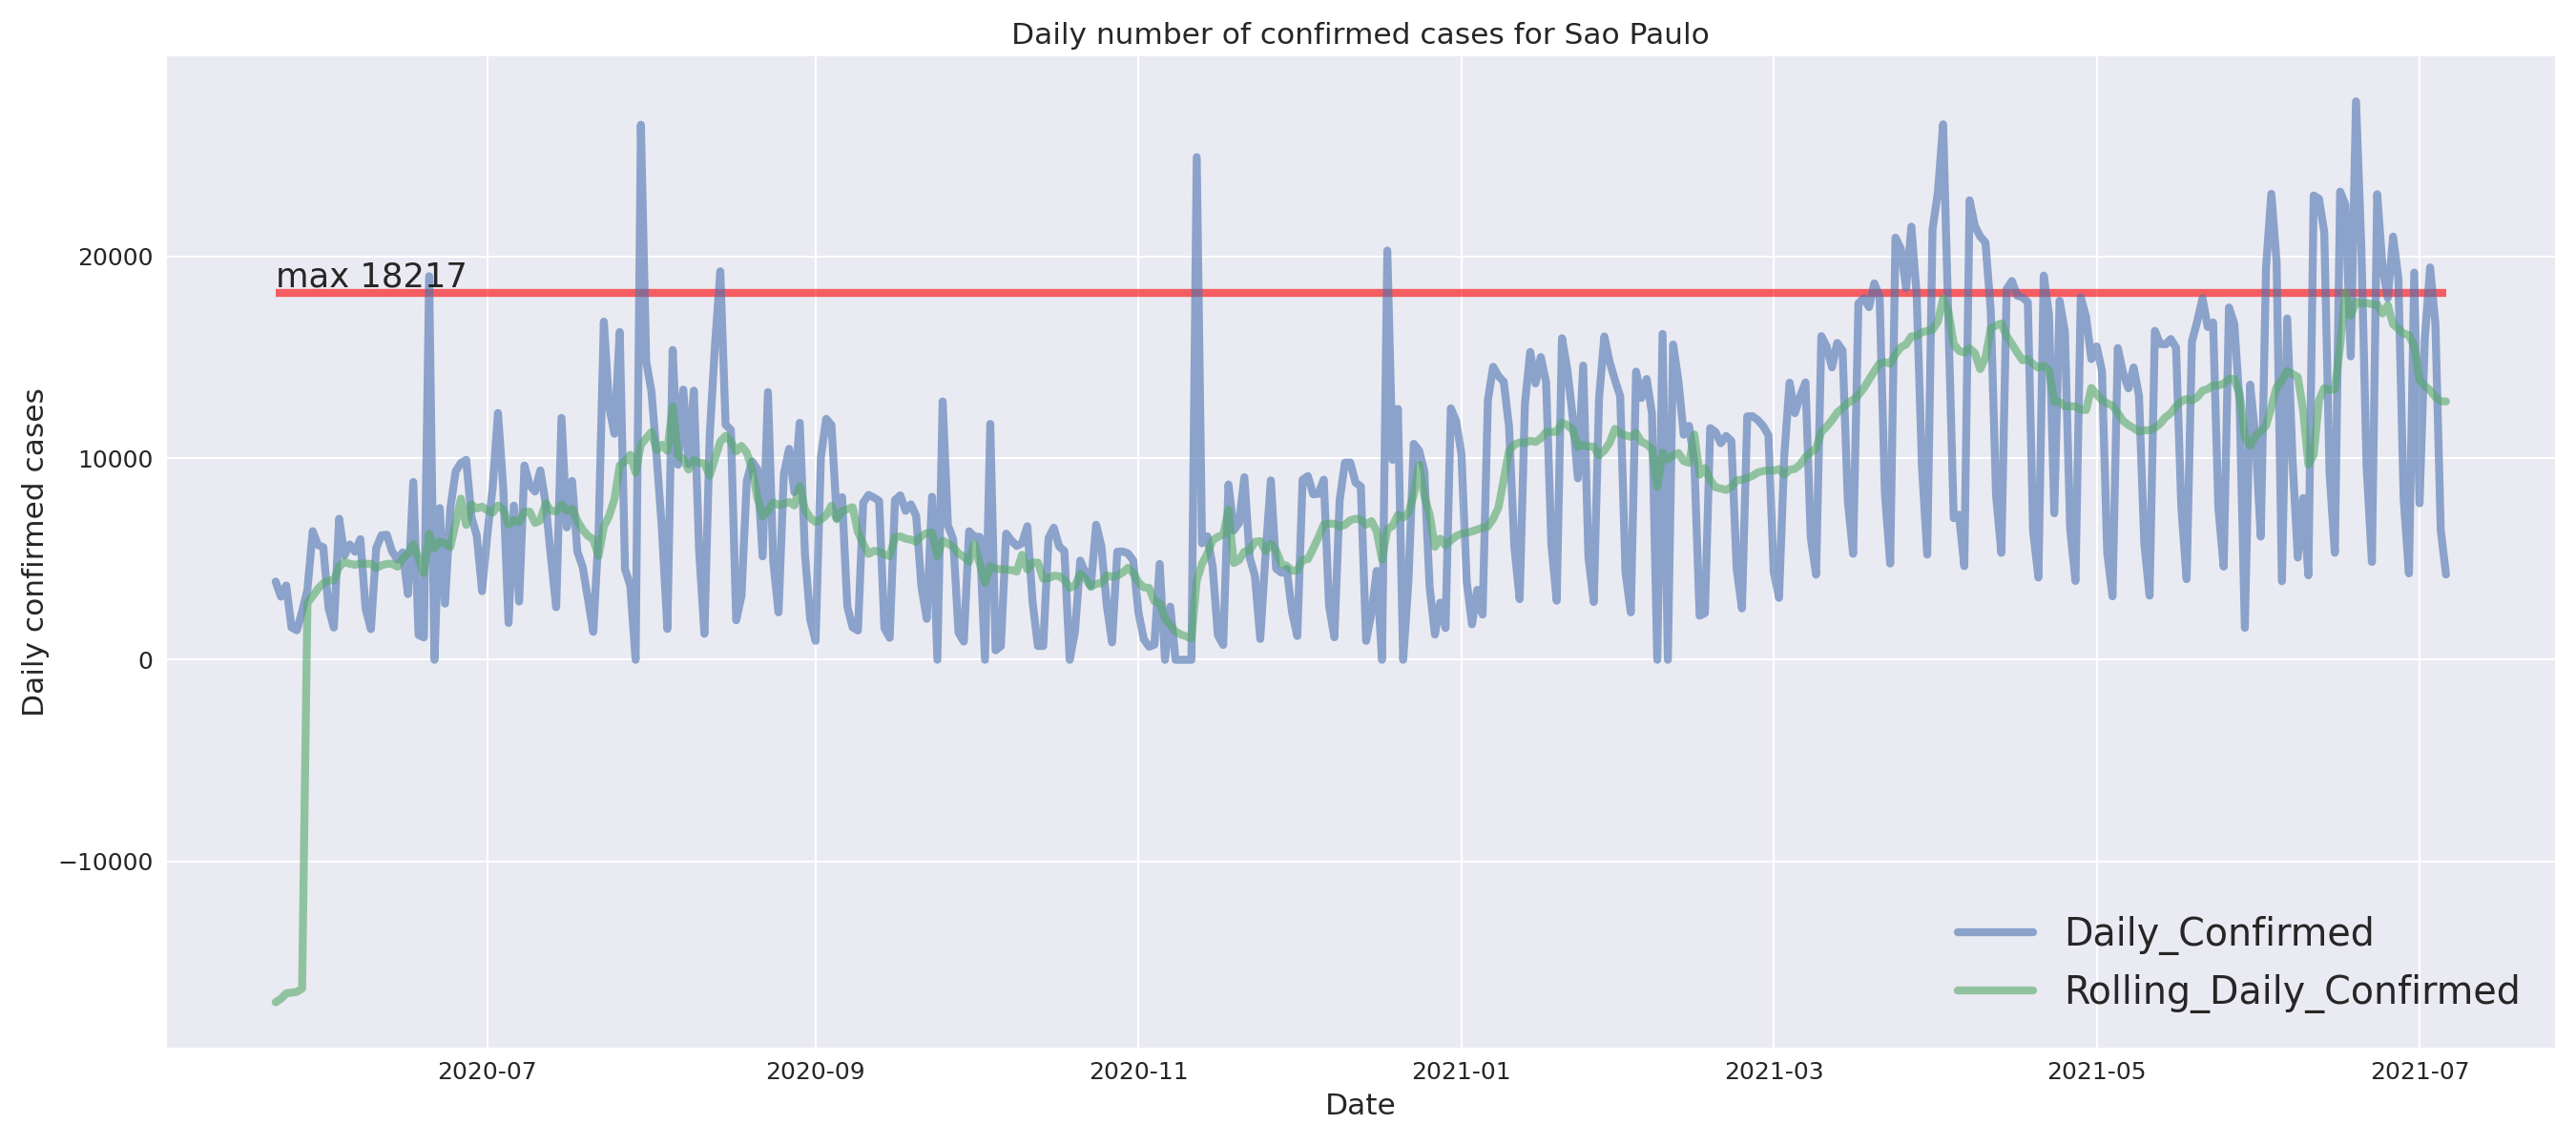 Daily number of confirmed cases for Sao Paulo
Daily confirmed cases
20000
10000
0
−10000
max 18217
Daily_Confirmed
Rolling_Daily_Confirmed
2020-07 2020-09 2020-11 2021-01 2021-03 2021-05 2021-07
Date